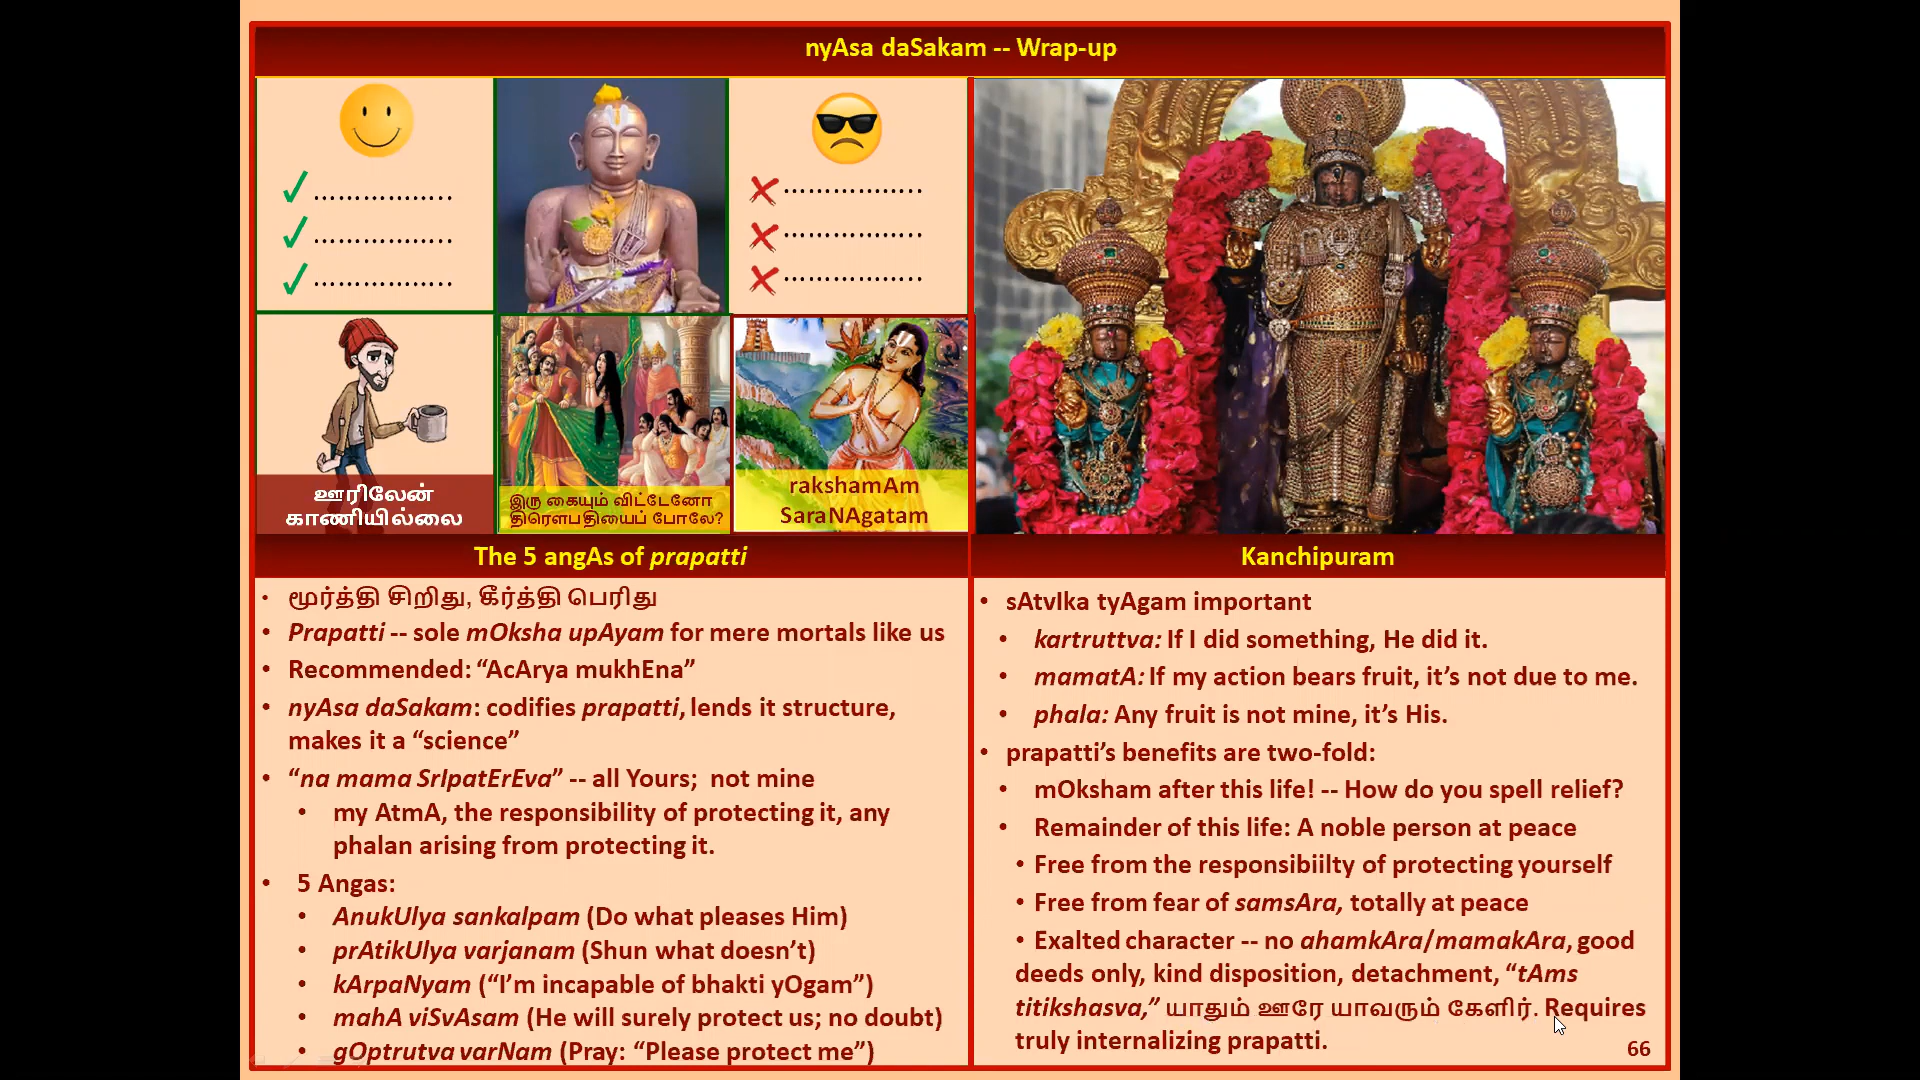 nyAsa daSakam -- Wrap-up
ஊரிலேன்
காணியில்லை
இரு கையும் விட்டேனோ
திரௌபதியைப் போலே?
rakshamAm
SaraNAgatam
The 5 angAs of prapatti
• மூர்த்தி சிறிது, கீர்த்தி பெரிது
• Prapatti -- sole mOksha upAyam for mere mortals like us
• Recommended: “AcArya mukhEna”
• nyAsa daSakam: codifies prapatti, lends it structure,
makes it a “science”
• “na mama SrIpatErEva” -- all Yours;  not mine
• my AtmA, the responsibility of protecting it, any
phalan arising from protecting it.
• 5 Angas:
• AnukUlya sankalpam (Do what pleases Him)
• prAtikUlya varjanam (Shun what doesn’t)
• kArpaNyam (“I’m incapable of bhakti yOgam”)
• mahA viSvAsam (He will surely protect us; no doubt)
• gOptrutva varNam (Pray: “Please protect me”)
Kanchipuram
• sAtvIka tyAgam important
• kartruttva: If I did something, He did it.
• mamatA: If my action bears fruit, it’s not due to me.
• phala: Any fruit is not mine, it’s His.
• prapatti’s benefits are two-fold:
• mOksham after this life! -- How do you spell relief?
• Remainder of this life: A noble person at peace
• Free from the responsibiilty of protecting yourself
• Free from fear of samsAra, totally at peace
• Exalted character -- no ahamkAra/mamakAra, good
deeds only, kind disposition, detachment, “tAms
titikshasva,” யாதும் ஊரே யாவரும் கேளிர். Requires
truly internalizing prapatti.
66